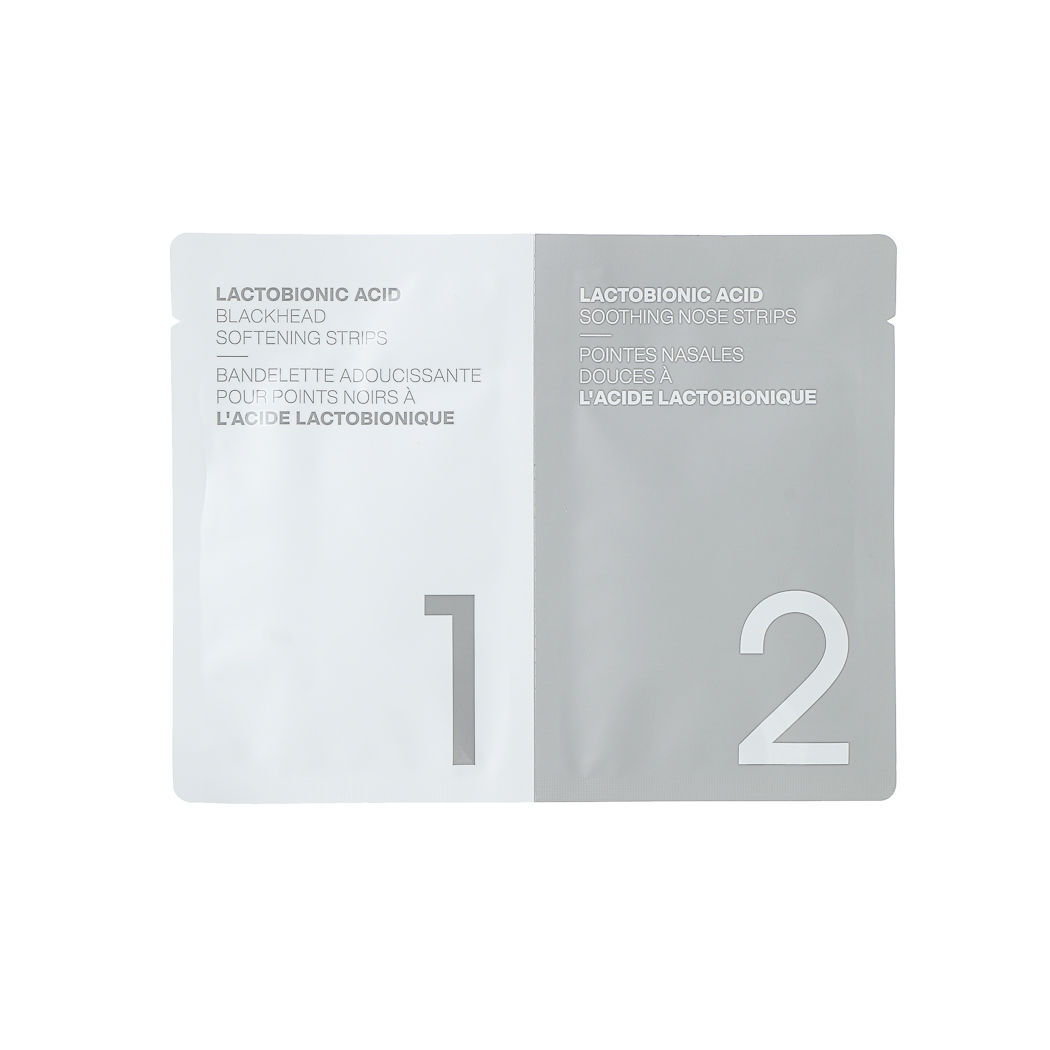 LACTOBIONIC ACID
BLACKHEAD
SOFTENING STRIPS
BANDELETTE ADOUCISSANTE
POUR POINTS NOIRS À
L'ACIDE LACTOBIONIQUE
1
LACTOBIONIC ACID
SOOTHING NOSE STRIPS
POINTES NASALES
DOUCES À
L'ACIDE LACTOBIONIQUE
2